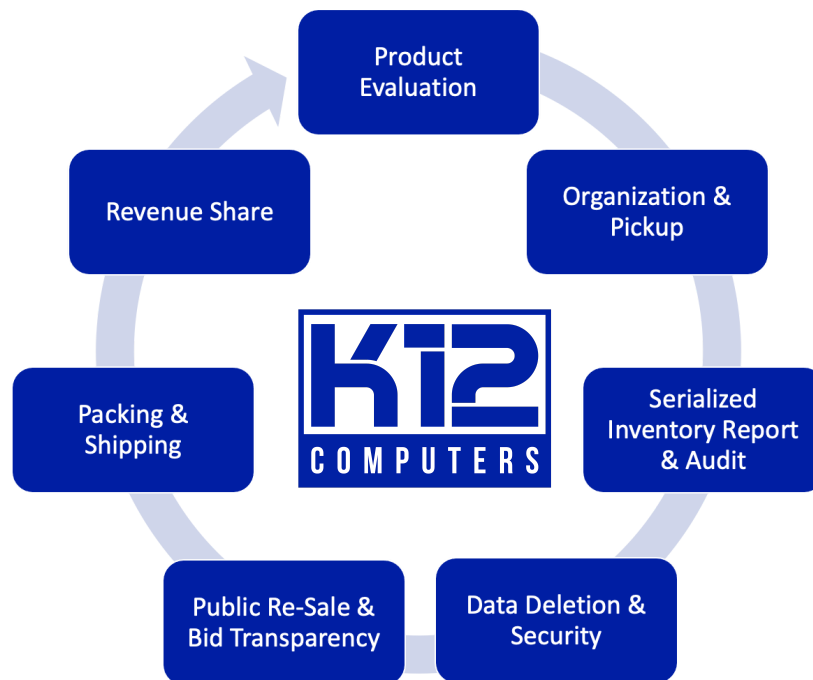 Product
Evaluation
Organization &
Pickup
Serialized
Inventory Report
& Audit
Data Deletion &
Security
Public Re-Sale &
Bid Transparency
Packing &
Shipping
Revenue Share
K12
COMPUTERS